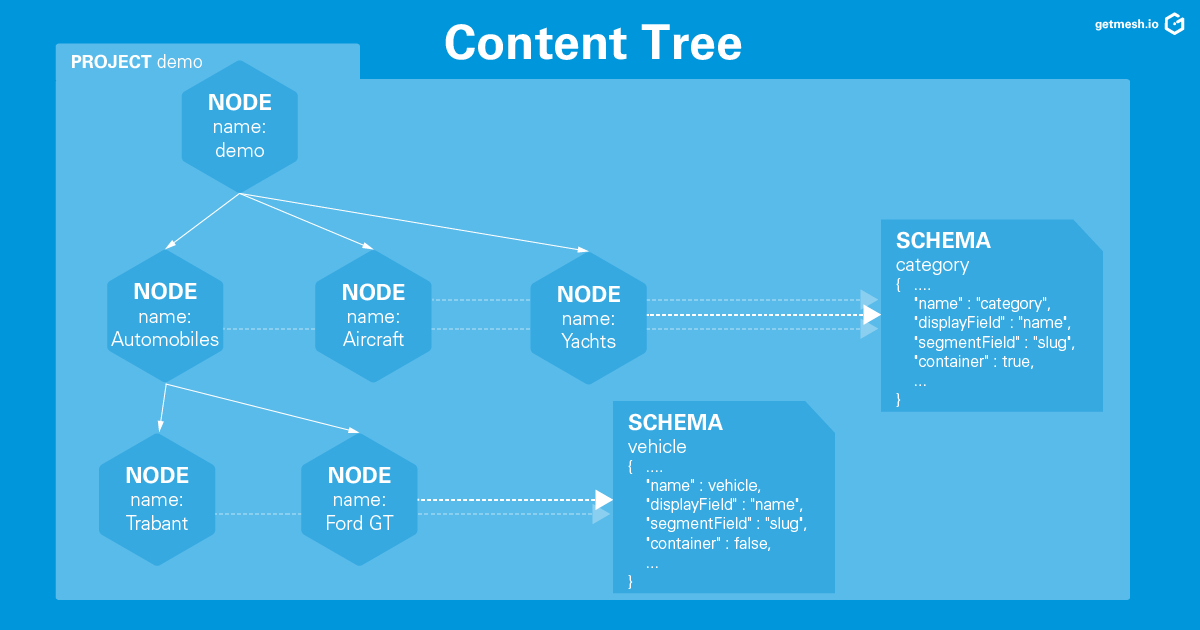 Content Tree
getmesh.io
PROJECT demo
NODE
name:
demo
NODE
name:
Automobiles
NODE
name:
Aircraft
NODE
name:
Yachts
SCHEMA
category
{ ....
"name" : "category",
"displayField" : "name",
"segmentField" : "slug",
"container" : true,
...
}
NODE
name:
Trabant
NODE
name:
Ford GT
SCHEMA
vehicle
{ ....
"name" : vehicle,
"displayField" : "name",
"segmentField" : "slug",
"container" : false,
...
}